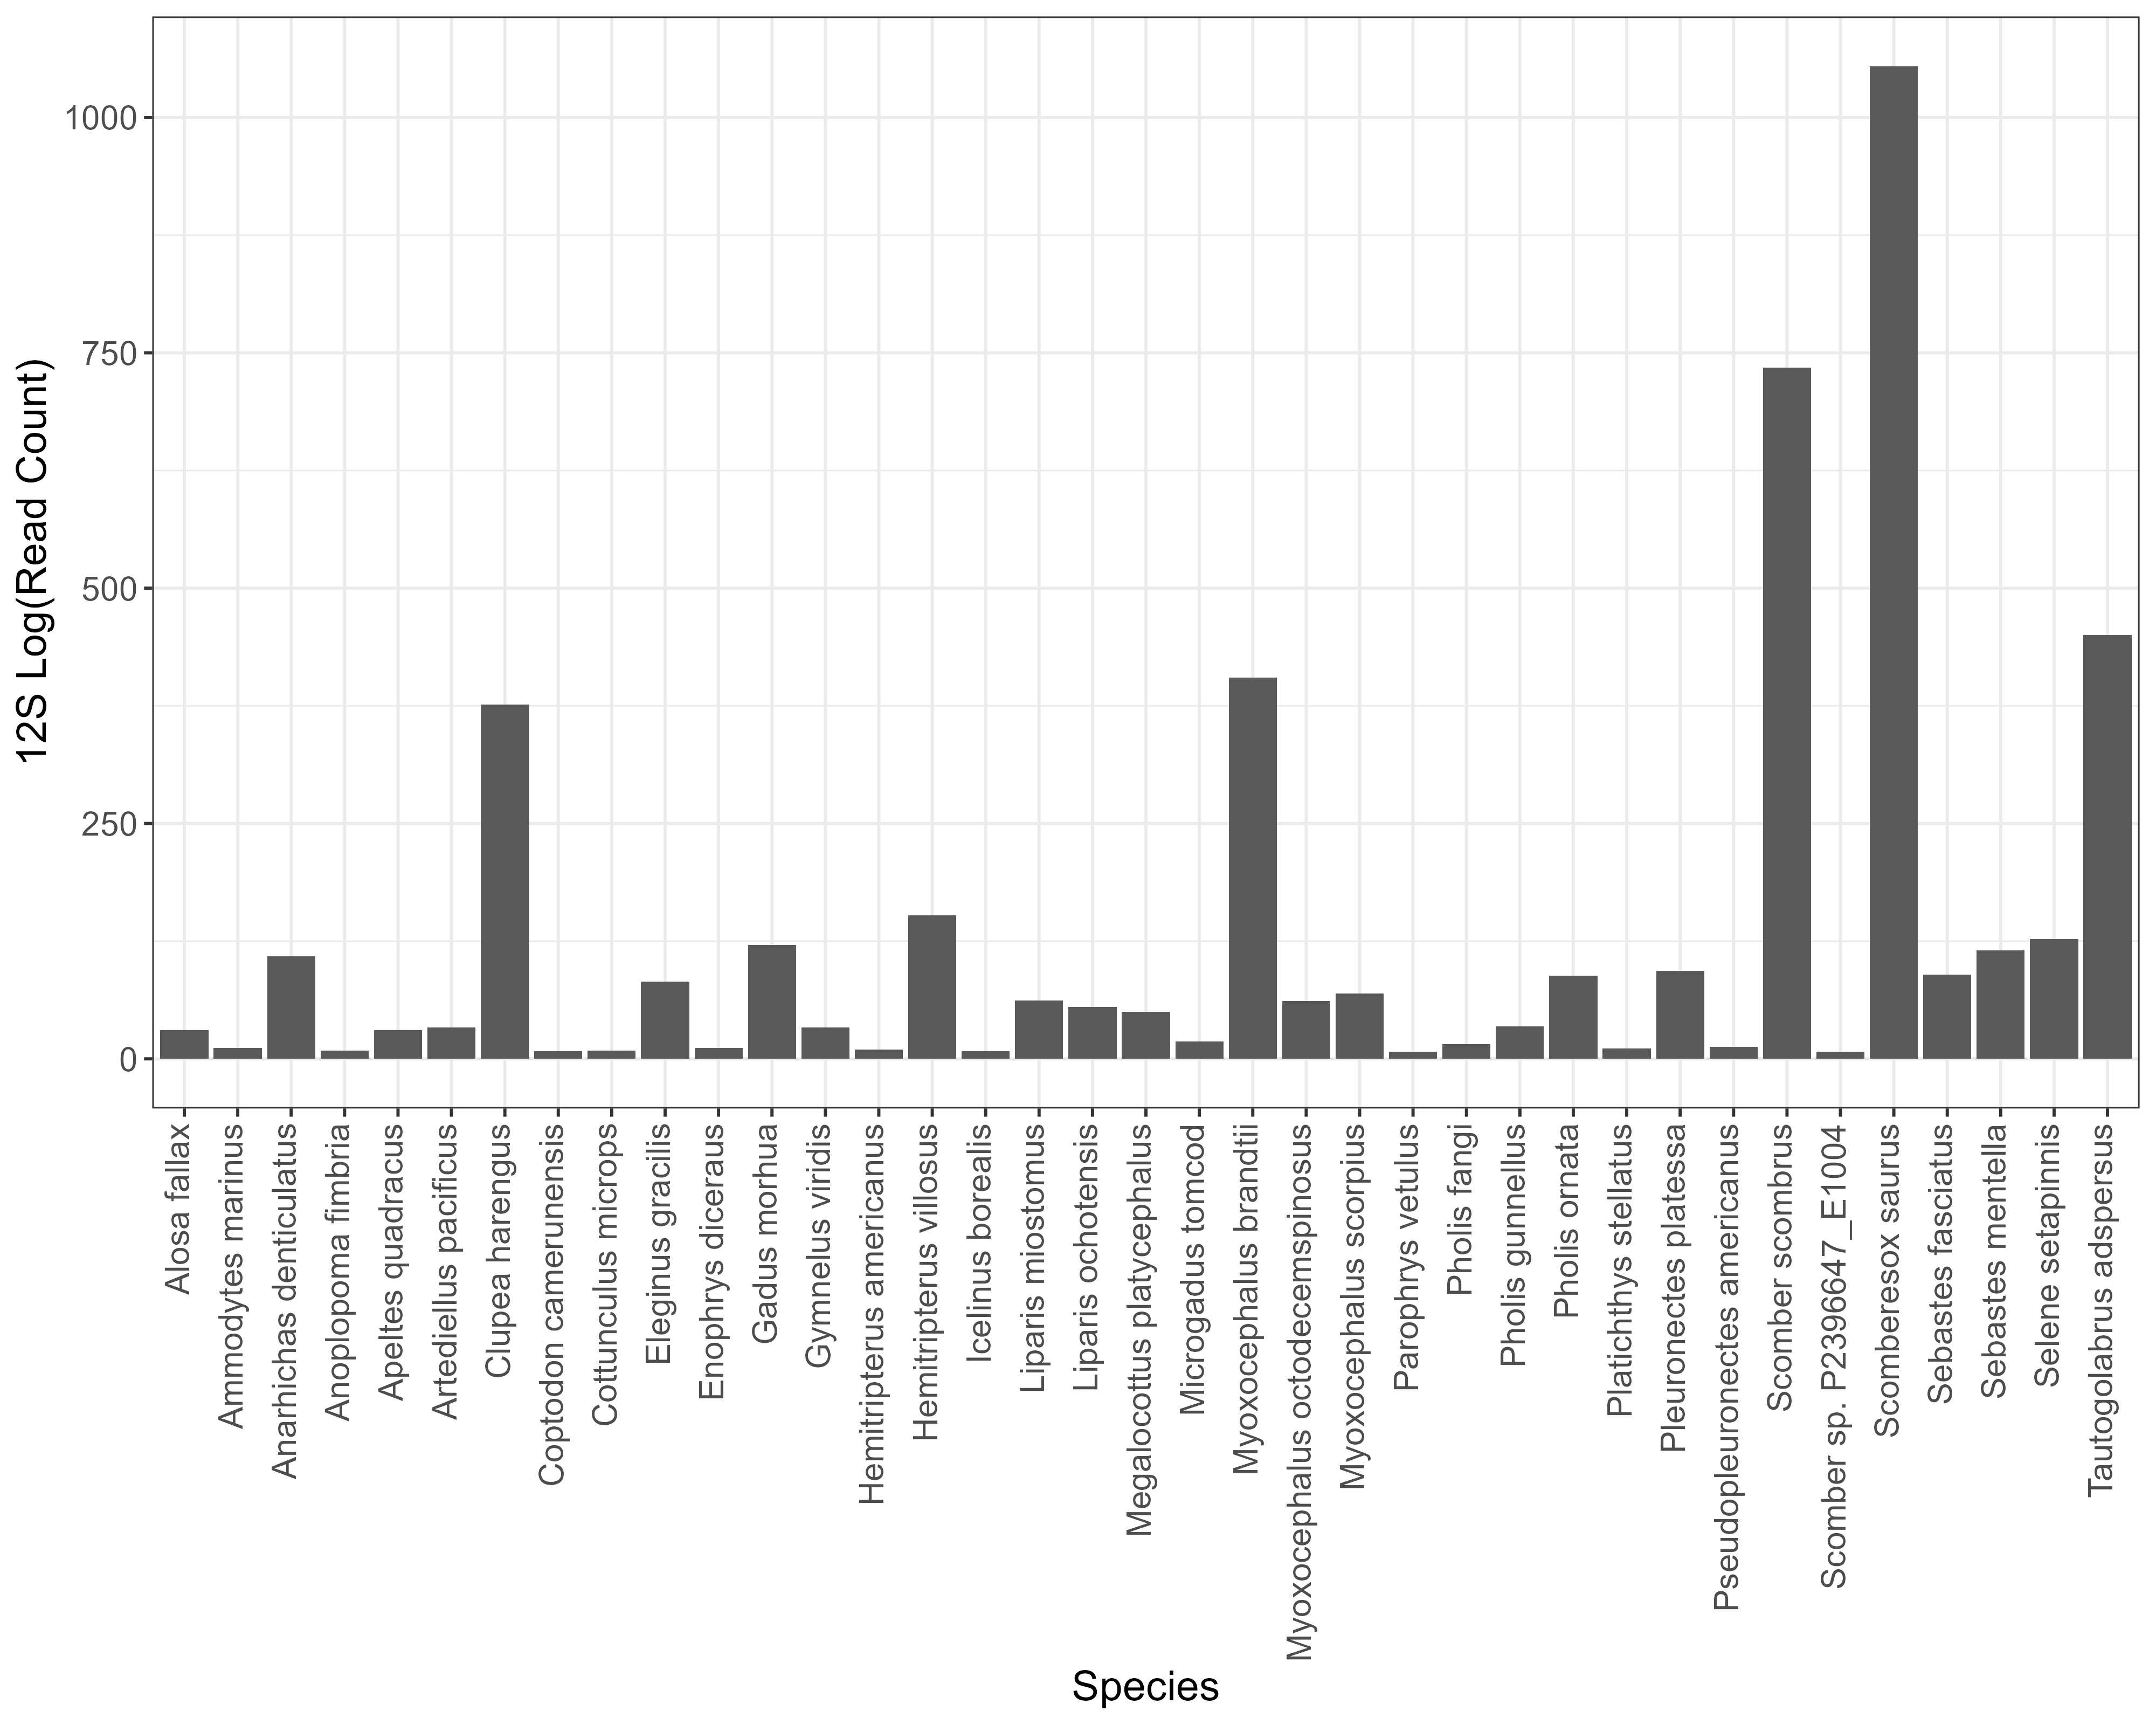 12S Log(Read Count)
1000
750
500
250
0
Alosa fallax
Ammodytes marinus
Anarhichas denticulatus
Anoplopoma fimbria
Apeltes quadracus
Artediellus pacificus
Clupea harengus
Coptodon camerunensis
Cottunculus microps
Eleginus gracilis
Enophrys diceraus
Gadus morhua
Gymnelus viridis
Hemitripterus americanus
Hemitripterus villosus
Icelinus borealis
Liparis miostomus
Liparis ochotensis
Megalocottus platycephalus
Microgadus tomcod
Myoxocephalus brandtii
Myoxocephalus octodecemspinosus
Myoxocephalus scorpius
Parophrys vetulus
Pholis fangi
Pholis gunnellus
Pholis ornata
Platichthys stellatus
Pleuronectes platessa
Pseudopleuronectes americanus
Scomber scombrus
Scomber sp. P2396647_E1004
Scomberesox saurus
Sebastes fasciatus
Sebastes mentella
Selene setapinnis
Tautogolabrus adspersus
Species